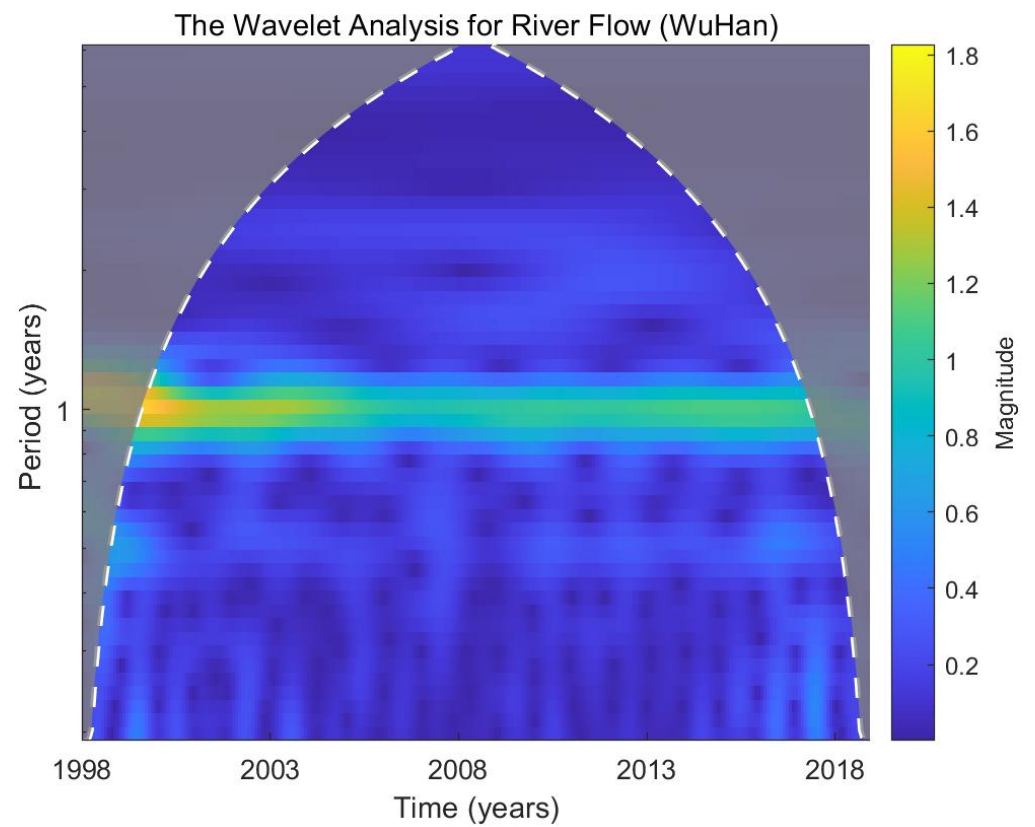 The Wavelet Analysis for River Flow (WuHan)
1.8
1.6
1.4
1.2
1
0.8
0.6
0.4
0.2
Magnitude
Period (years)
1
1998 2003 2008 2013 2018
Time (years)